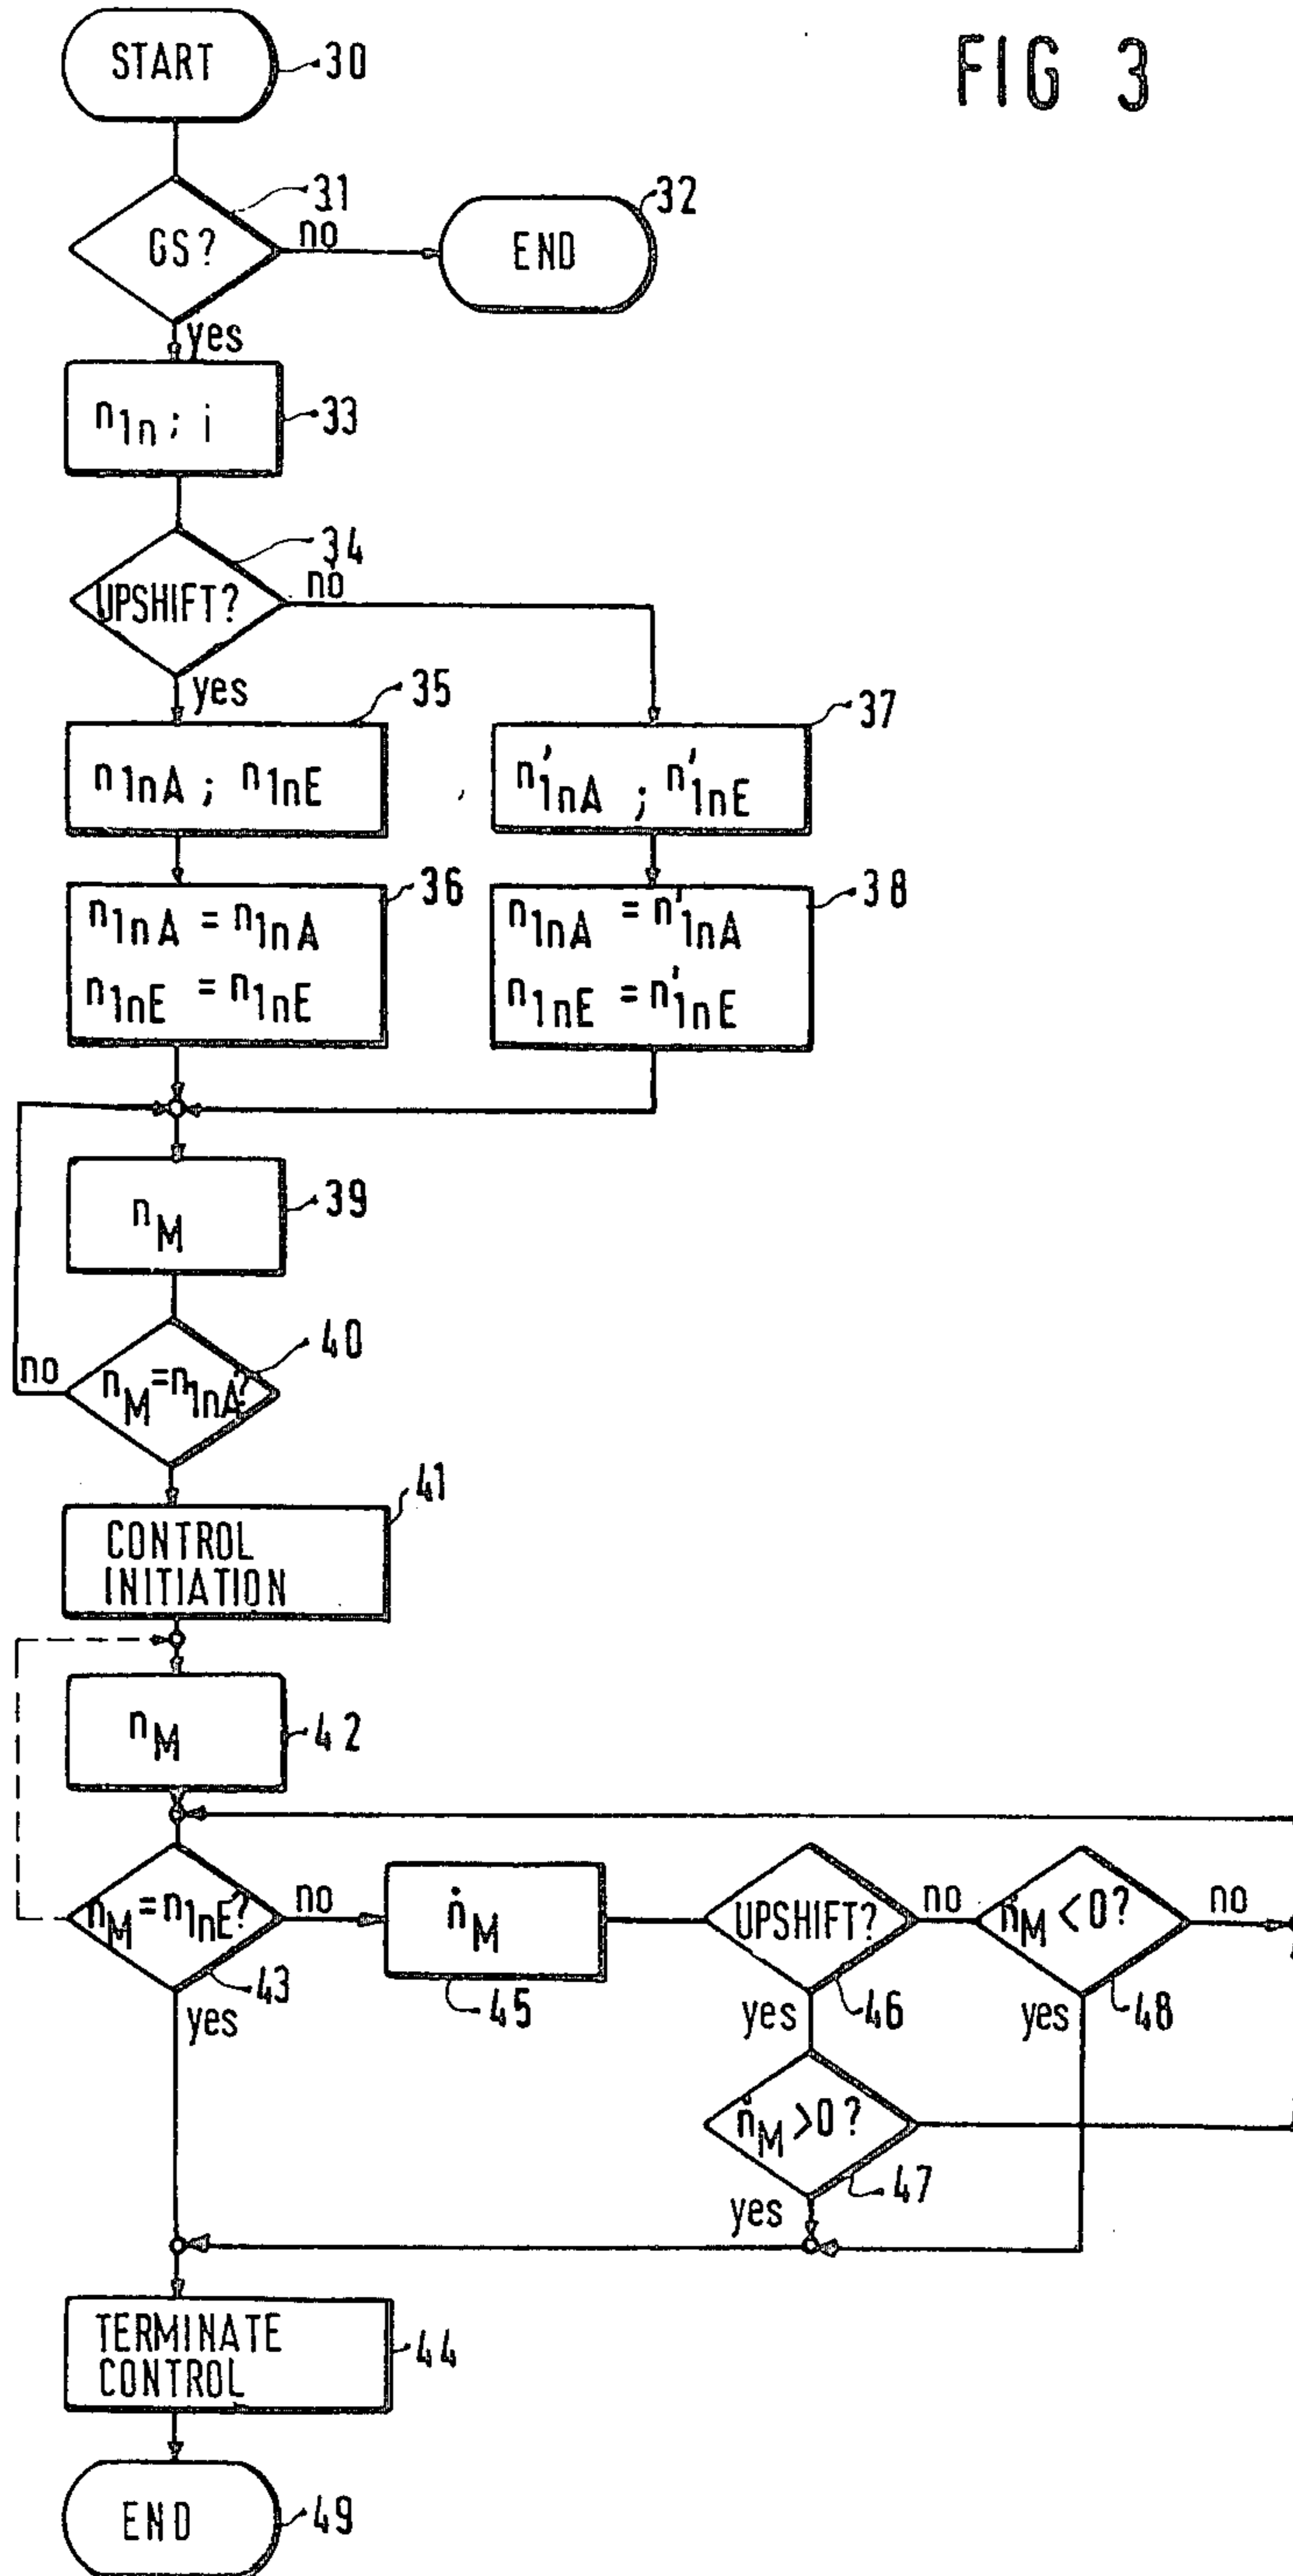 FIG 3
START
30
31
GS?
no
32
END
yes
n1n ; i
33
34
UPSHIFT?
no
yes
35
n1nA ; n1nE
37
n'1nA ; n'1nE
36
n1nA = n1nA
n1nE = n1nE
38
n1nA = n'1nA
n1nE = n'1nE
nM
39
40
no
nM = n1nA?
41
CONTROL
INITIATION
nM
42
nM = n1nE?
no
ṅM
UPSHIFT?
no
ṅM < 0?
no
43
45
46
48
yes
yes
yes
ṅM > 0?
47
yes
TERMINATE
CONTROL
44
END
49